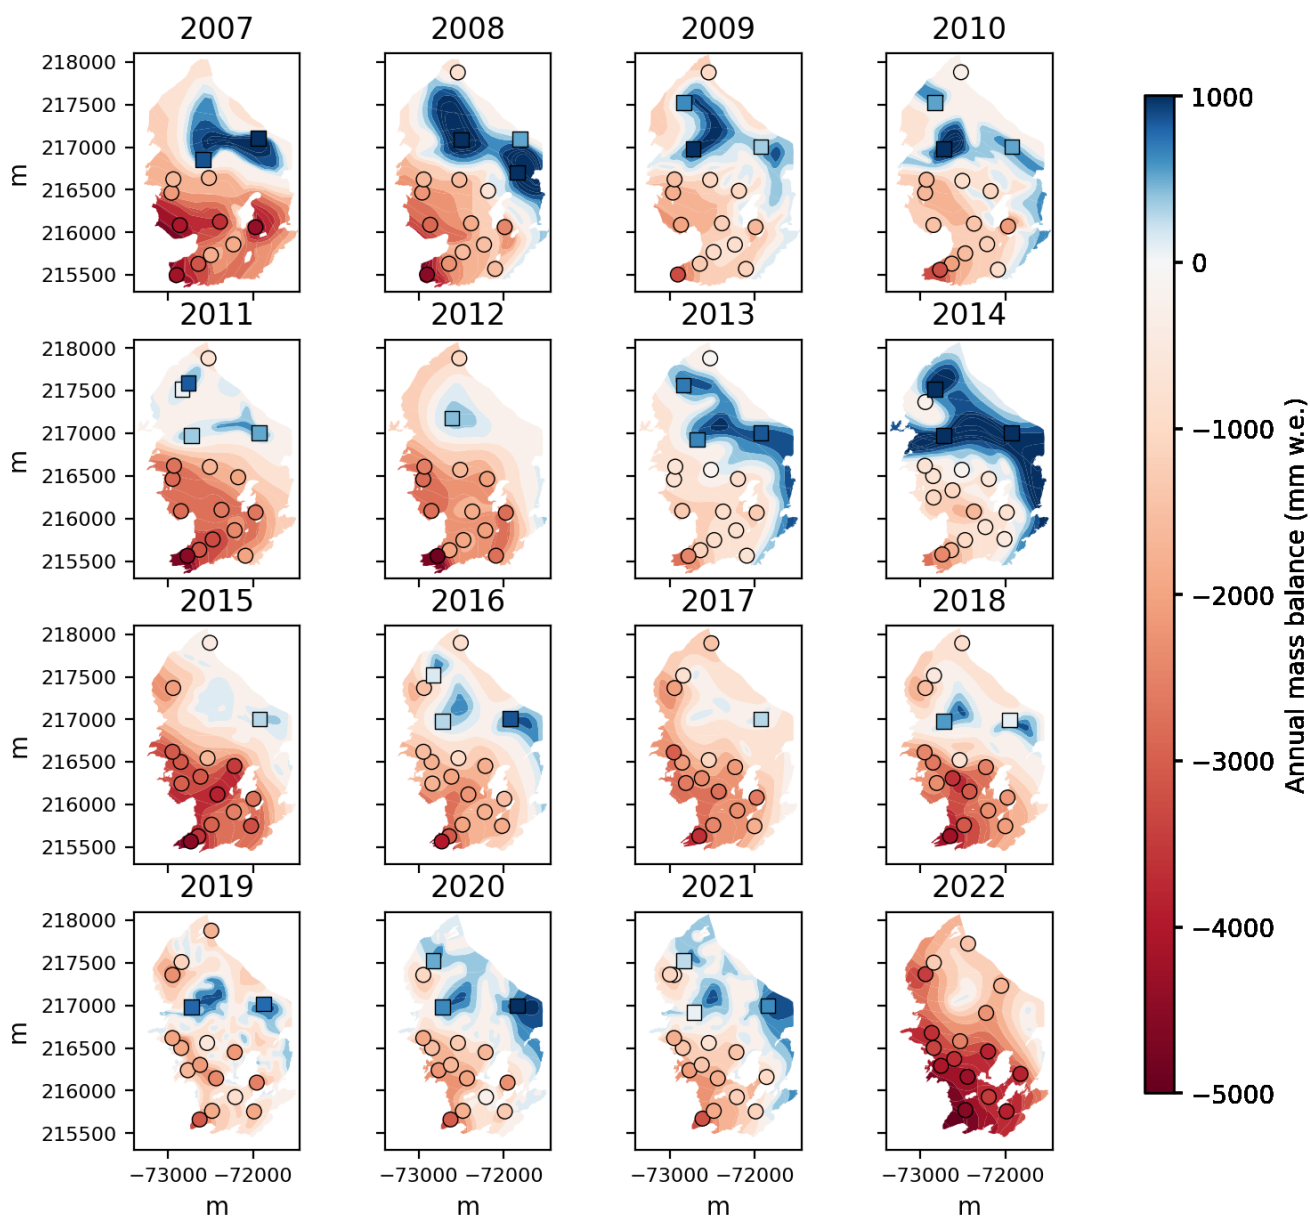 2007 2008 2009 2010
218000
217500
217000
216500
216000
215500
m
2011 2012 2013 2014
218000
217500
217000
216500
216000
215500
m
2015 2016 2017 2018
218000
217500
217000
216500
216000
215500
m
2019 2020 2021 2022
218000
217500
217000
216500
216000
215500
m
−73000 −72000 −73000 −72000 −73000 −72000 −73000 −72000
m m m m
1000
0
−1000
−2000
−3000
−4000
−5000
Annual mass balance (mm w.e.)